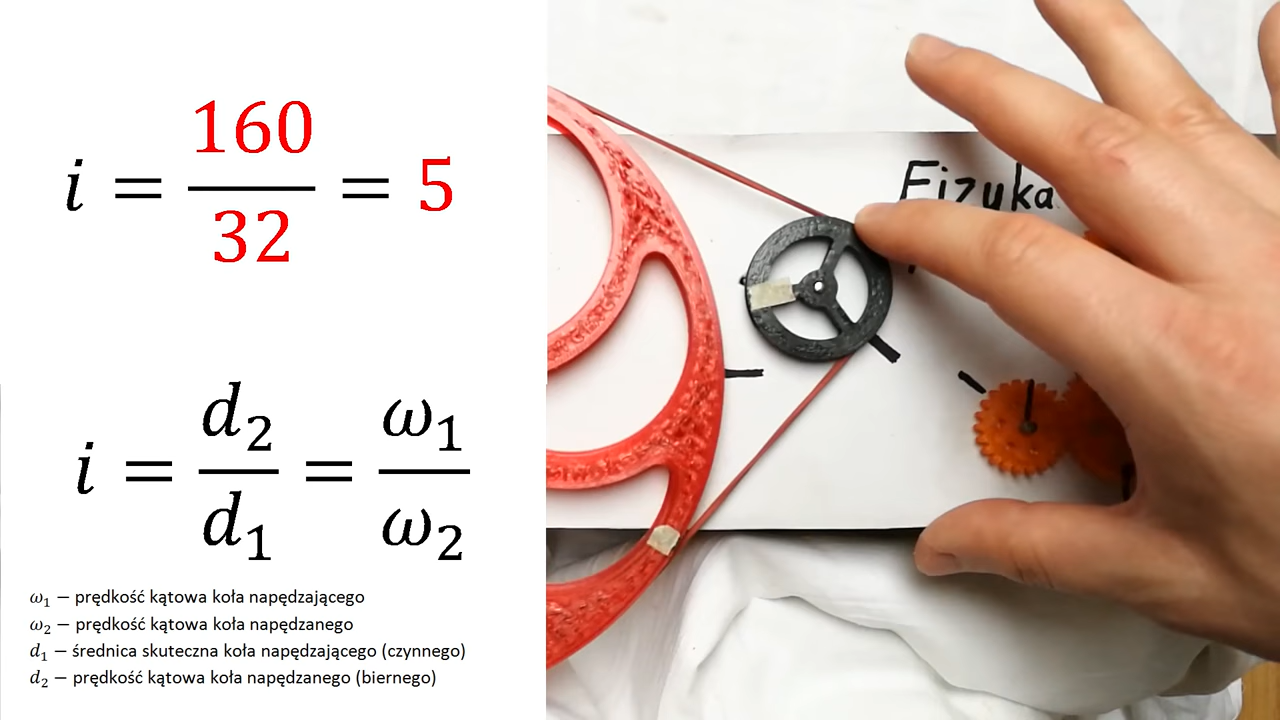 i = 160/32 = 5
i = d₂/d₁ = ω₁/ω₂
ω₁ – prędkość kątowa koła napędzającego
ω₂ – prędkość kątowa koła napędzanego
d₁ – średnica skuteczna koła napędzającego (czynnego)
d₂ – prędkość kątowa koła napędzanego (biernego)
Fizyka